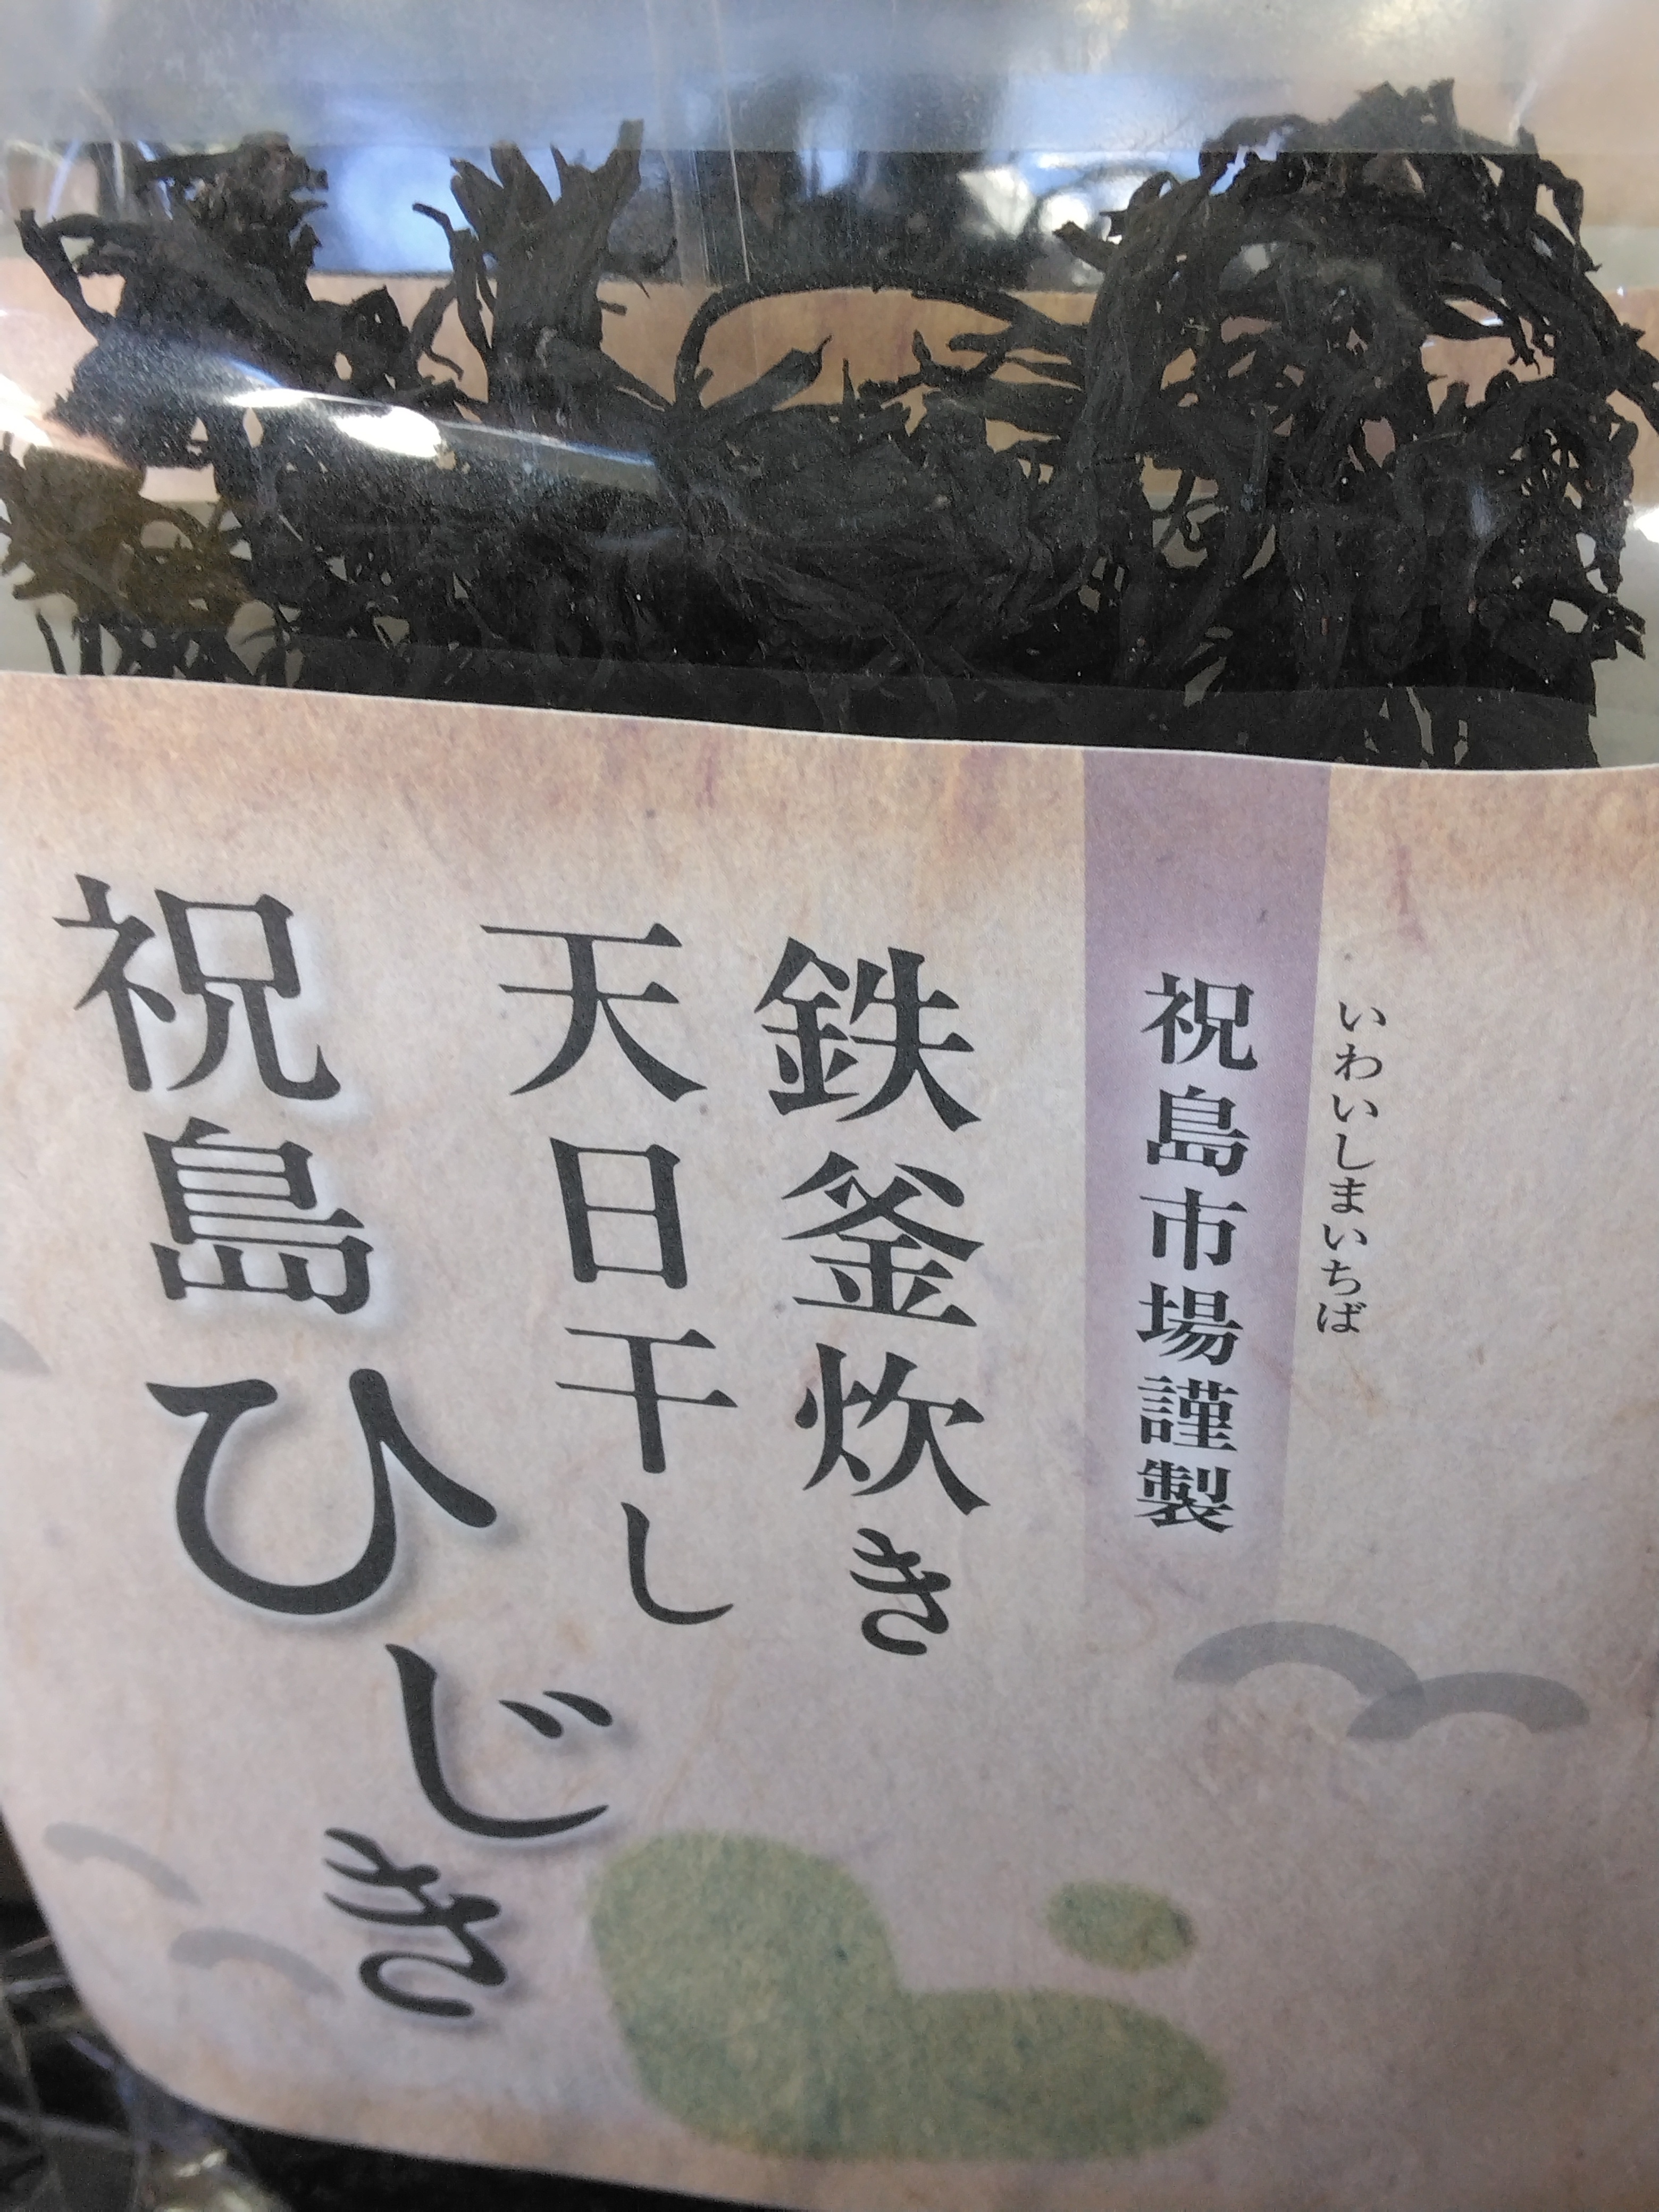 いわいしまいちば
祝島市場謹製
鉄釜炊き
天日干し
祝島ひじき